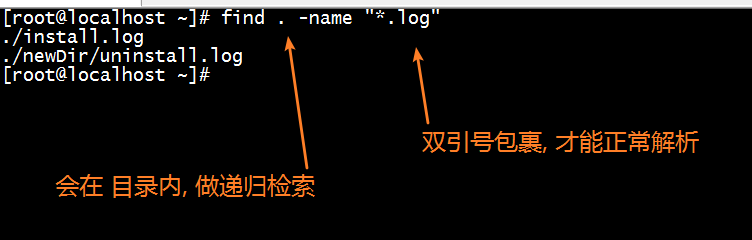 [root@localhost ~]# find . -name "*.log"
./install.log
./newDir/uninstall.log
[root@localhost ~]#
双引号包裹, 才能正常解析
会在 目录内, 做递归检索